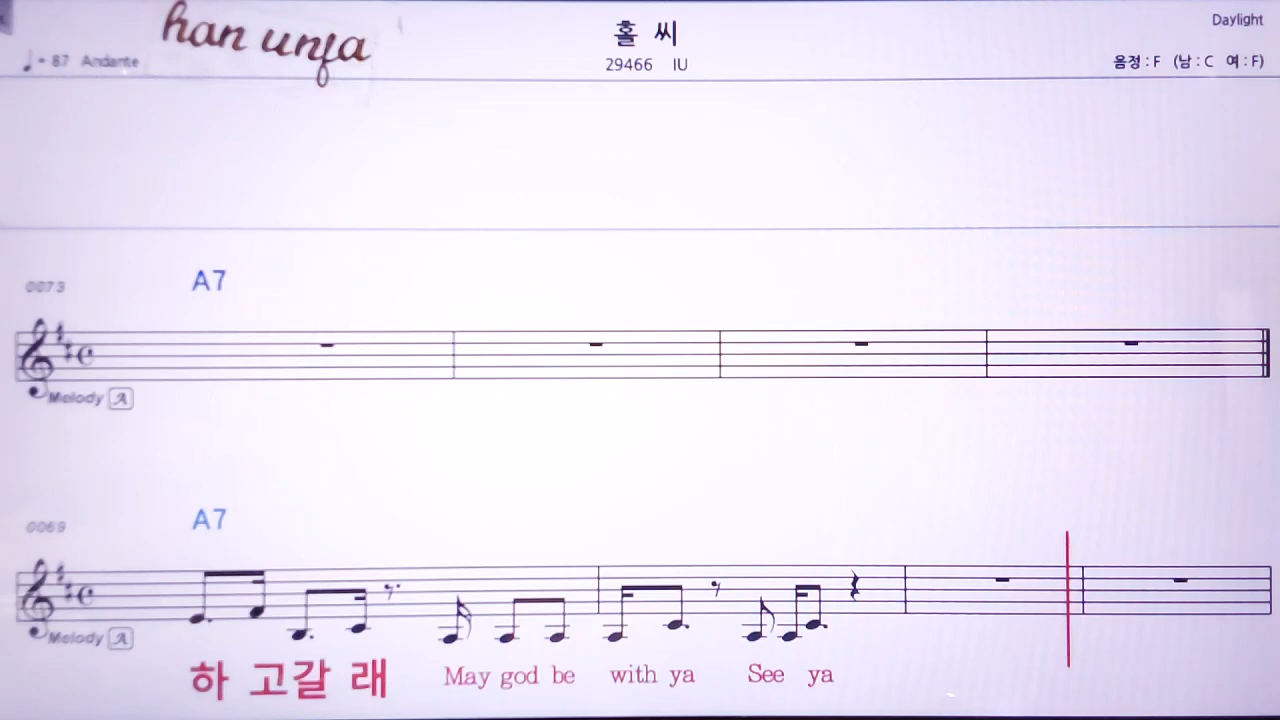 han unfa
홀 씨
Daylight
♩ = 87 Andante
29466 IU
음정 : F (남 : C 여 : F)
0073
A7
Melody A
0069
A7
Melody A
하 고갈 래 May god be with ya See ya